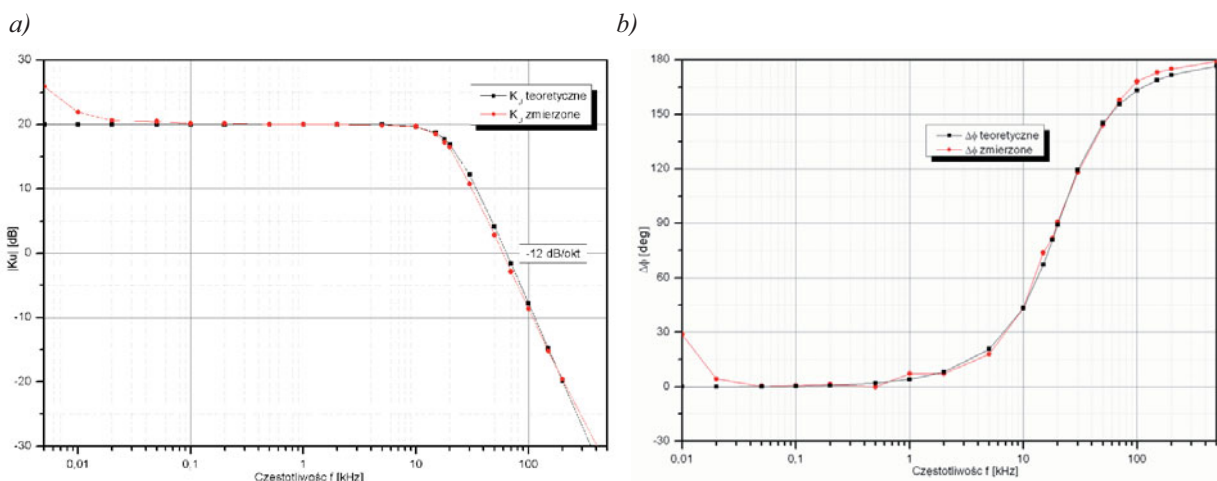 a)
30
20
10
0
-10
-20
-30
|Ku| [dB]
K_U teoretyczne
K_U zmierzone
-12 dB/okt
0,01
0,1
1
10
100
Częstotliwość f [kHz]
b)
180
150
120
90
60
30
0
-30
Δϕ [deg]
Δϕ teoretyczne
Δϕ zmierzone
0,01
0,1
1
10
100
Częstotliwość f [kHz]